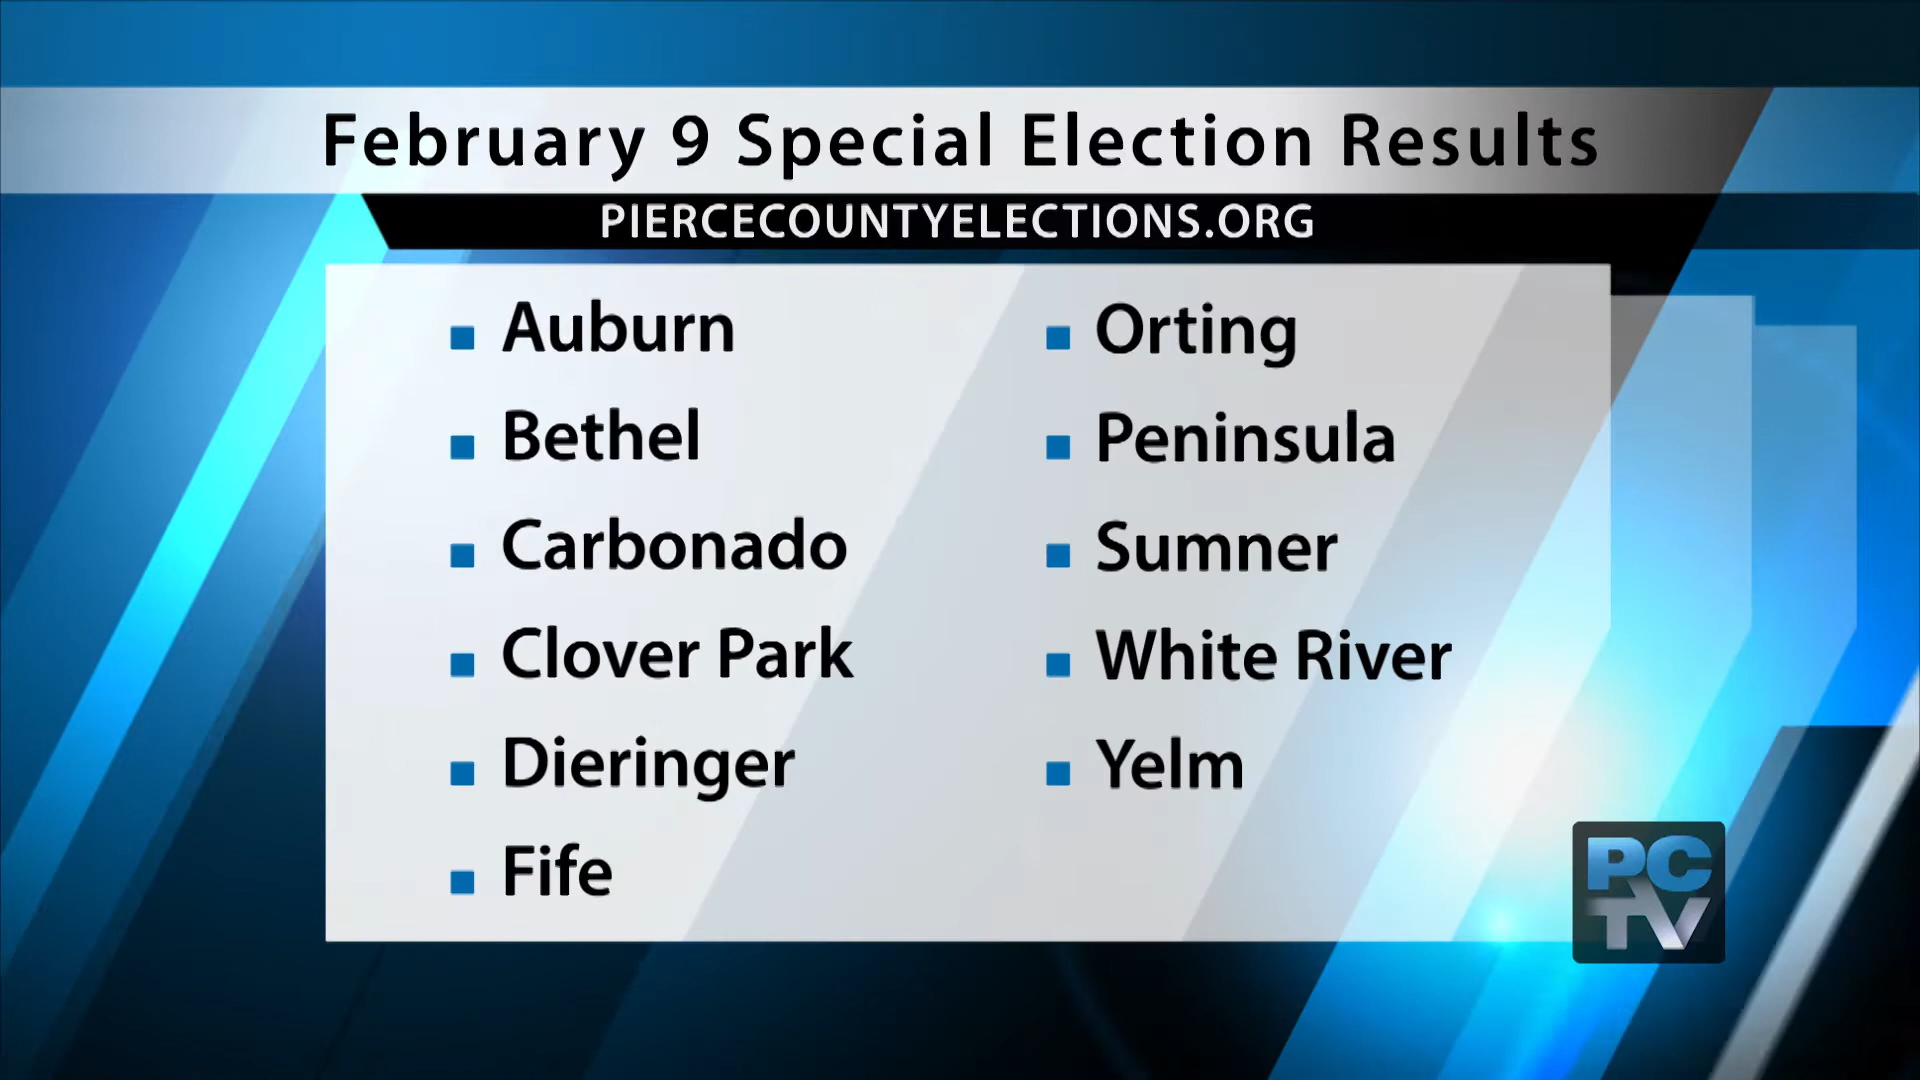 February 9 Special Election Results
PIERCECOUNTYELECTIONS.ORG
Auburn
Bethel
Carbonado
Clover Park
Dieringer
Fife
Orting
Peninsula
Sumner
White River
Yelm
PC
TV